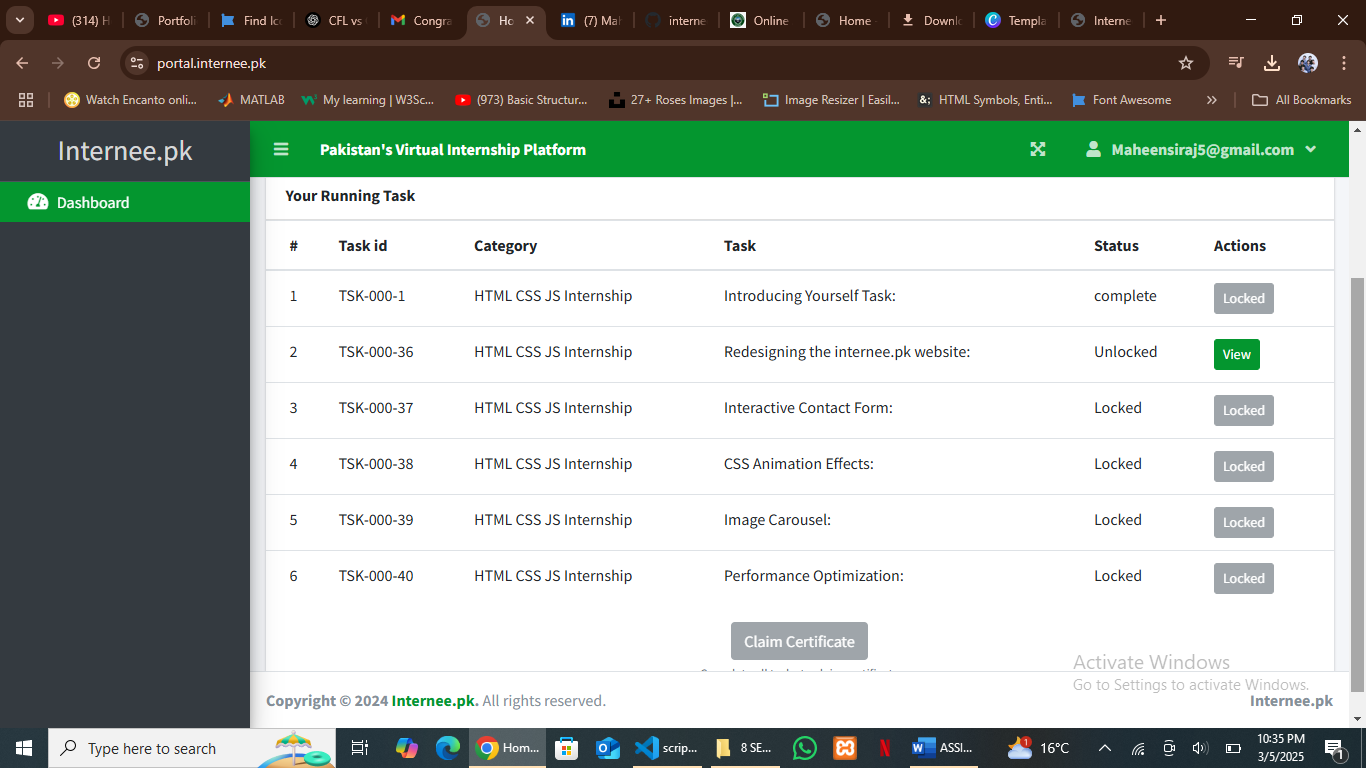 (314) H
Portfoli
Find Ico
CFL vs
Congra
Ho
(7) Mah
interne
Online
Home
Downlo
Templa
Interne
portal.internee.pk
Watch Encanto onli...
MATLAB
My learning | W3Sc...
(973) Basic Structur...
27+ Roses Images |...
Image Resizer | Easil...
HTML Symbols, Enti...
Font Awesome
All Bookmarks
Internee.pk
Pakistan's Virtual Internship Platform
Maheensiraj5@gmail.com
Dashboard
Your Running Task
# Task id Category Task Status Actions
1 TSK-000-1 HTML CSS JS Internship Introducing Yourself Task: complete Locked
2 TSK-000-36 HTML CSS JS Internship Redesigning the internee.pk website: Unlocked View
3 TSK-000-37 HTML CSS JS Internship Interactive Contact Form: Locked Locked
4 TSK-000-38 HTML CSS JS Internship CSS Animation Effects: Locked Locked
5 TSK-000-39 HTML CSS JS Internship Image Carousel: Locked Locked
6 TSK-000-40 HTML CSS JS Internship Performance Optimization: Locked Locked
Claim Certificate
Activate Windows
Go to Settings to activate Windows.
Copyright © 2024 Internee.pk. All rights reserved.
Internee.pk
Type here to search
Hom...
scrip...
8 SE...
ASSI...
1
16°C
10:35 PM
3/5/2025
1